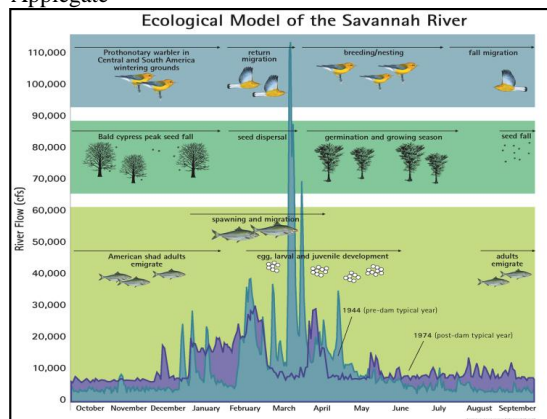 Applegate
Ecological Model of the Savannah River
Prothonotary warbler in
Central and South America
wintering grounds
return
migration
breeding/nesting
fall migration
Bald cypress peak seed fall
seed dispersal
germination and growing season
seed fall
spawning and migration
American shad adults
emigrate
egg, larval and juvenile development
adults
emigrate
1944 (pre-dam typical year)
1974 (post-dam typical year)
River Flow (cfs)
110,000
100,000
90,000
80,000
70,000
60,000
50,000
40,000
30,000
20,000
10,000
0
October November December January February March April May June July August September